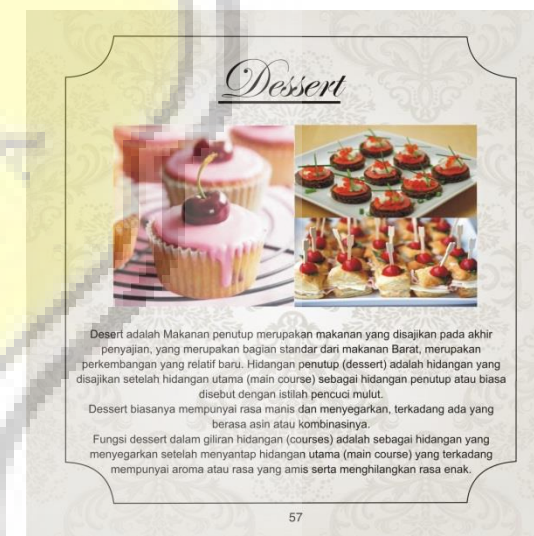 Dessert
Desert adalah Makanan penutup merupakan makanan yang disajikan pada akhir
penyajian, yang merupakan bagian standar dari makanan Barat, merupakan
perkembangan yang relatif baru. Hidangan penutup (dessert) adalah hidangan yang
disajikan setelah hidangan utama (main course) sebagai hidangan penutup atau biasa
disebut dengan istilah pencuci mulut.
Dessert biasanya mempunyai rasa manis dan menyegarkan, terkadang ada yang
berasa asin atau kombinasinya.
Fungsi dessert dalam giliran hidangan (courses) adalah sebagai hidangan yang
menyegarkan setelah menyantap hidangan utama (main course) yang terkadang
mempunyai aroma atau rasa yang amis serta menghilangkan rasa enak.
57